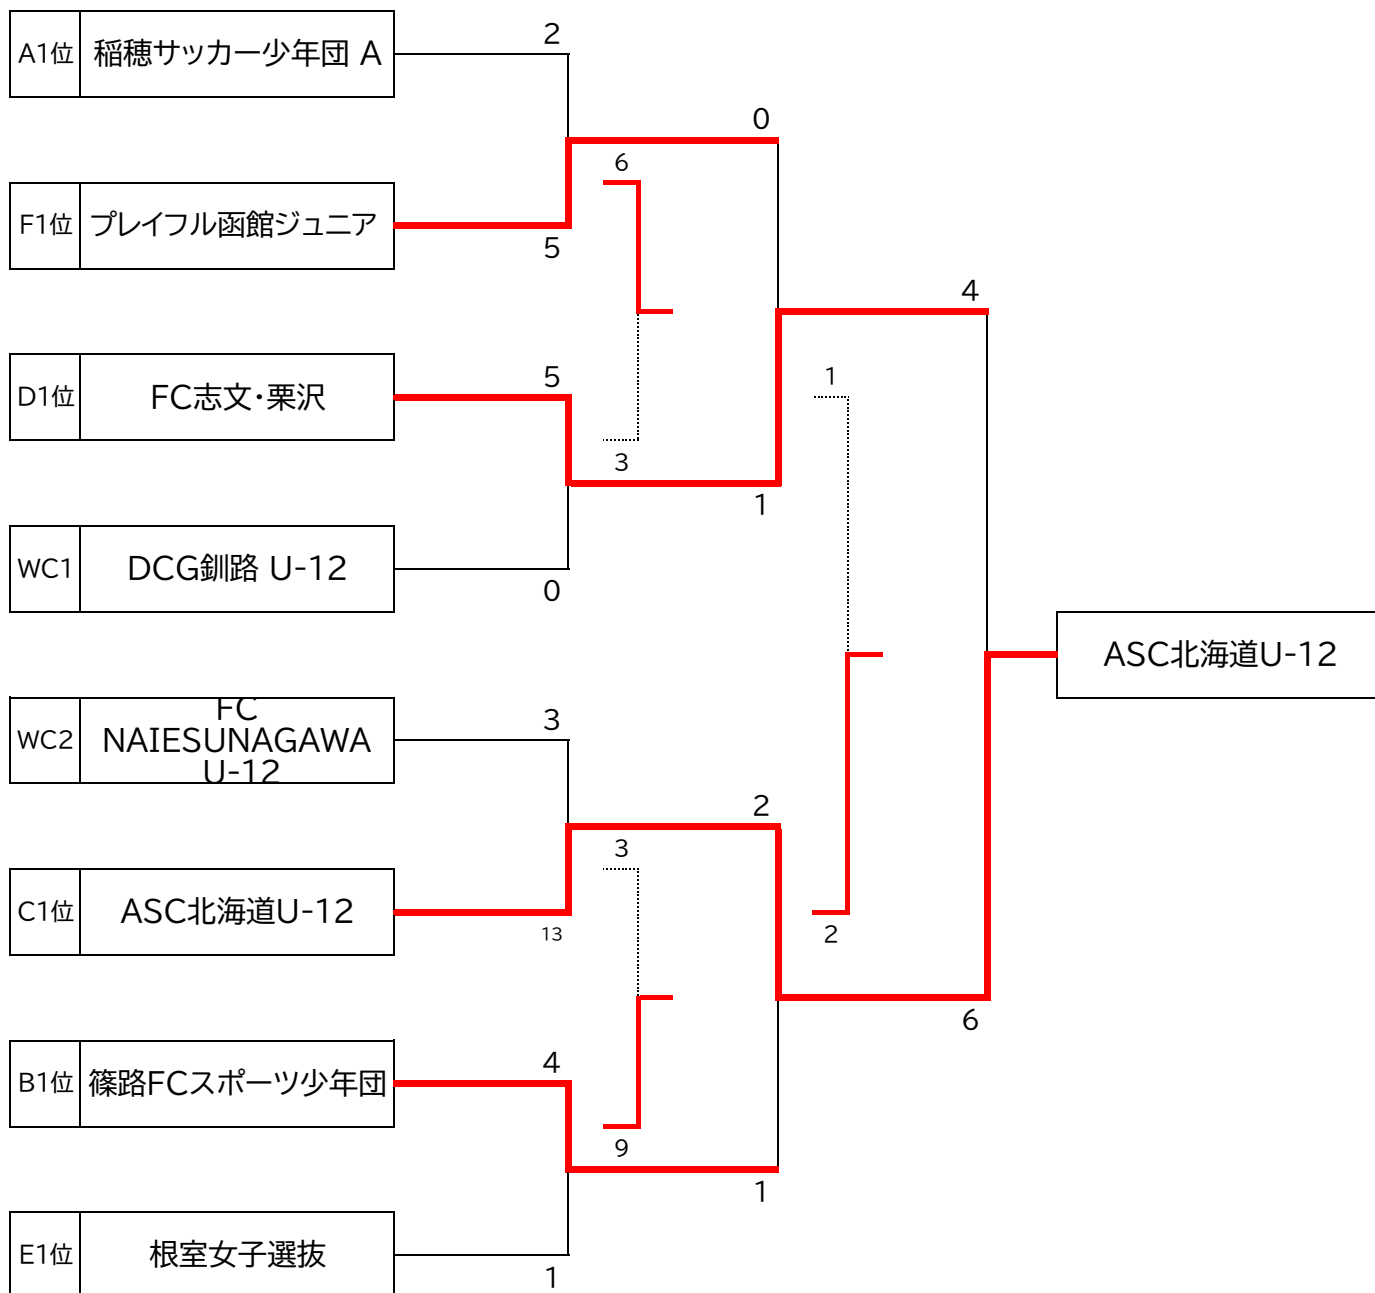 2
A1位 稲穂サッカー少年団 A
0
6
F1位 プレイフル函館ジュニア
5
4
D1位 FC志文・栗沢
5
1
3
1
WC1 DCG釧路 U-12
0
ASC北海道U-12
WC2
FC
NAIESUNAGAWA
U-12
3
2
3
C1位 ASC北海道U-12
13
2
6
B1位 篠路FCスポーツ少年団
4
9
1
E1位 根室女子選抜
1